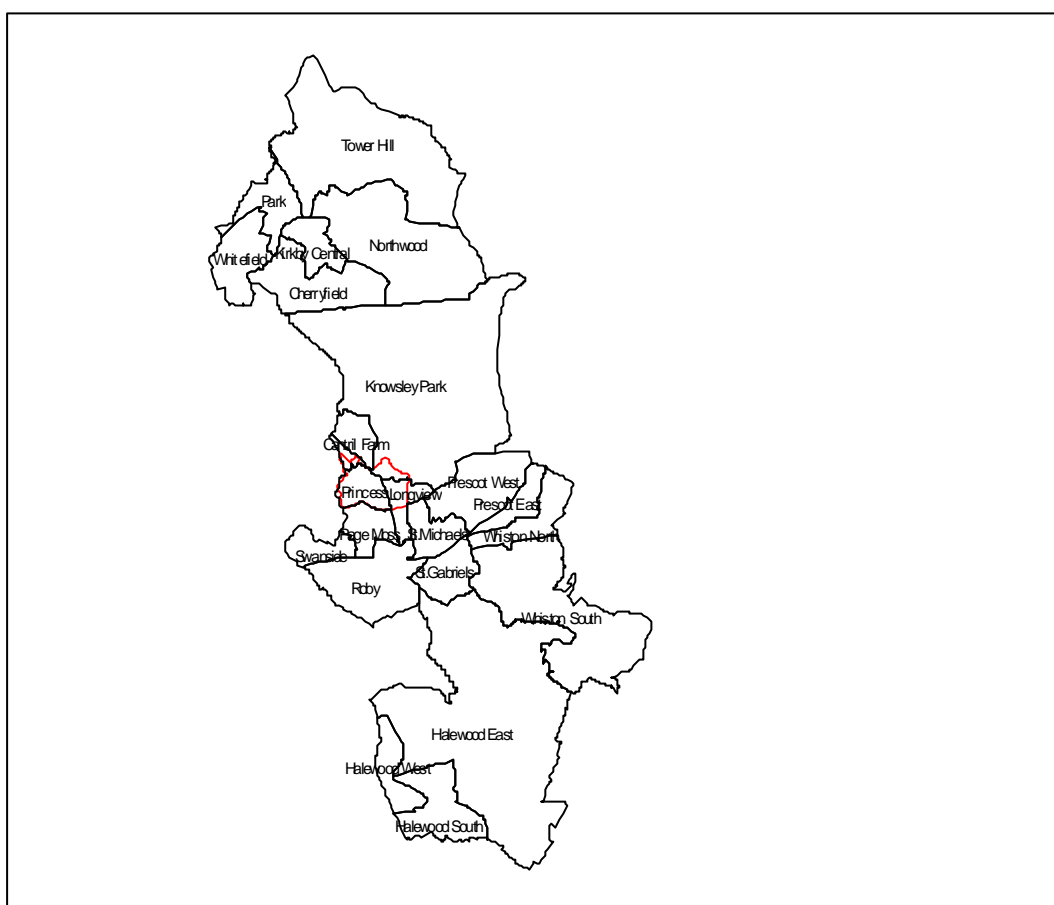 Tower Hill
Park
Northwood
Kirkby Central
Whitefield
Cherryfield
Knowsley Park
Cantril Farm
Prescot West
Princess
Longview
Prescot East
Page Moss
St.Michaels
Whiston North
Swanside
St.Gabriels
Roby
Whiston South
Halewood East
Halewood West
Halewood South